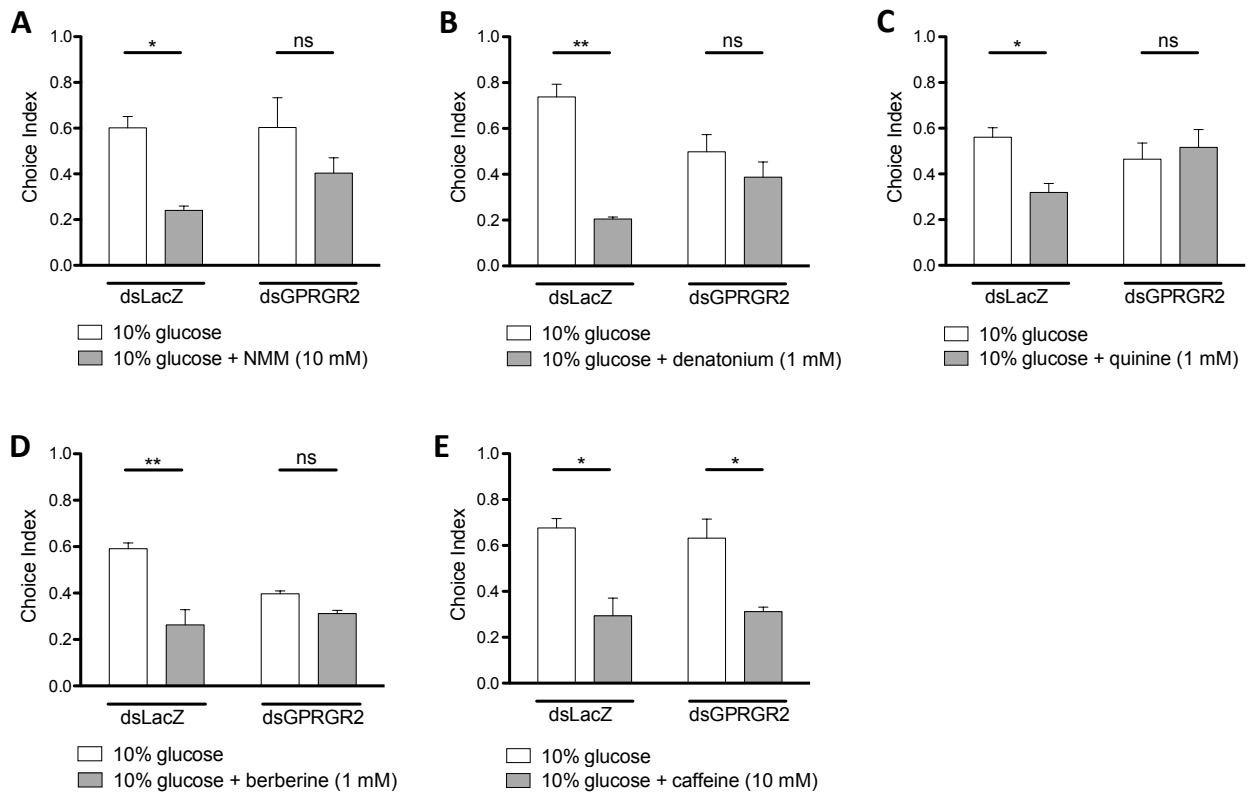 A
Choice Index
1.0
0.8
0.6
0.4
0.2
0.0
*
ns
dsLacZ
dsGPRGR2
10% glucose
10% glucose + NMM (10 mM)
B
Choice Index
1.0
0.8
0.6
0.4
0.2
0.0
**
ns
dsLacZ
dsGPRGR2
10% glucose
10% glucose + denatonium (1 mM)
C
Choice Index
1.0
0.8
0.6
0.4
0.2
0.0
*
ns
dsLacZ
dsGPRGR2
10% glucose
10% glucose + quinine (1 mM)
D
Choice Index
1.0
0.8
0.6
0.4
0.2
0.0
**
ns
dsLacZ
dsGPRGR2
10% glucose
10% glucose + berberine (1 mM)
E
Choice Index
1.0
0.8
0.6
0.4
0.2
0.0
*
*
dsLacZ
dsGPRGR2
10% glucose
10% glucose + caffeine (10 mM)